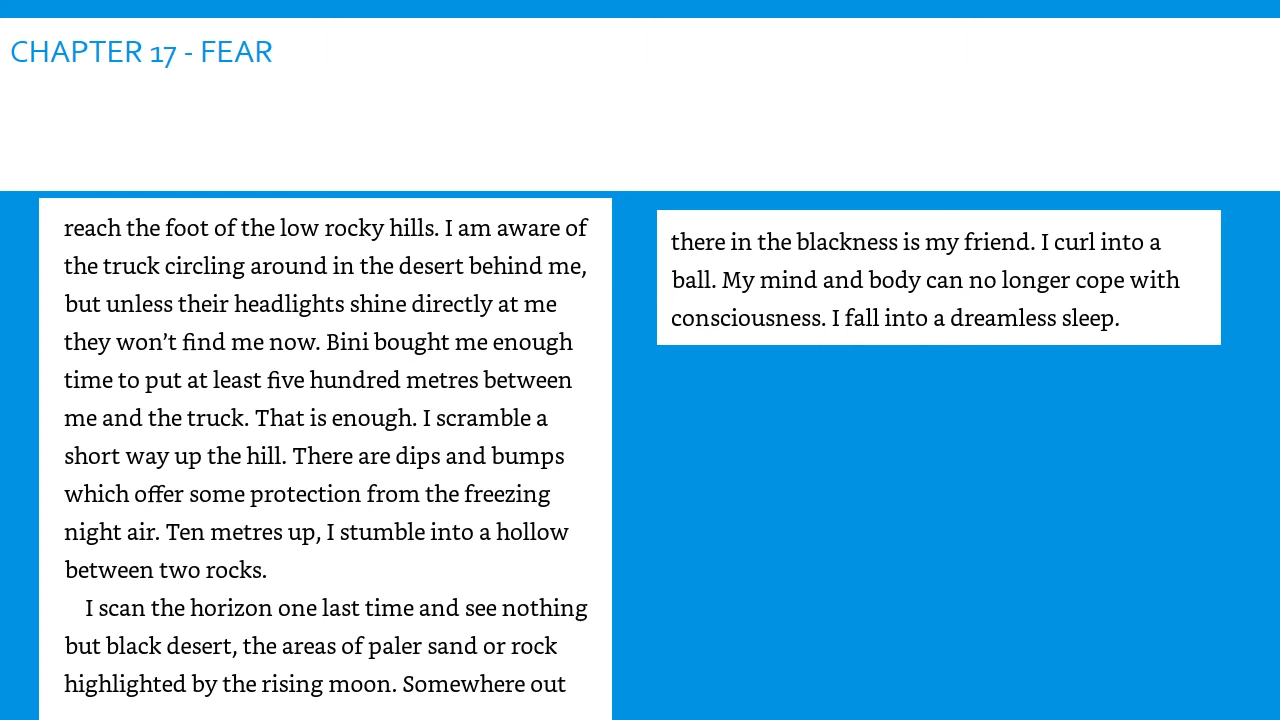 CHAPTER 17 - FEAR
reach the foot of the low rocky hills. I am aware of
the truck circling around in the desert behind me,
but unless their headlights shine directly at me
they won’t find me now. Bini bought me enough
time to put at least five hundred metres between
me and the truck. That is enough. I scramble a
short way up the hill. There are dips and bumps
which offer some protection from the freezing
night air. Ten metres up, I stumble into a hollow
between two rocks.
I scan the horizon one last time and see nothing
but black desert, the areas of paler sand or rock
highlighted by the rising moon. Somewhere out
there in the blackness is my friend. I curl into a
ball. My mind and body can no longer cope with
consciousness. I fall into a dreamless sleep.